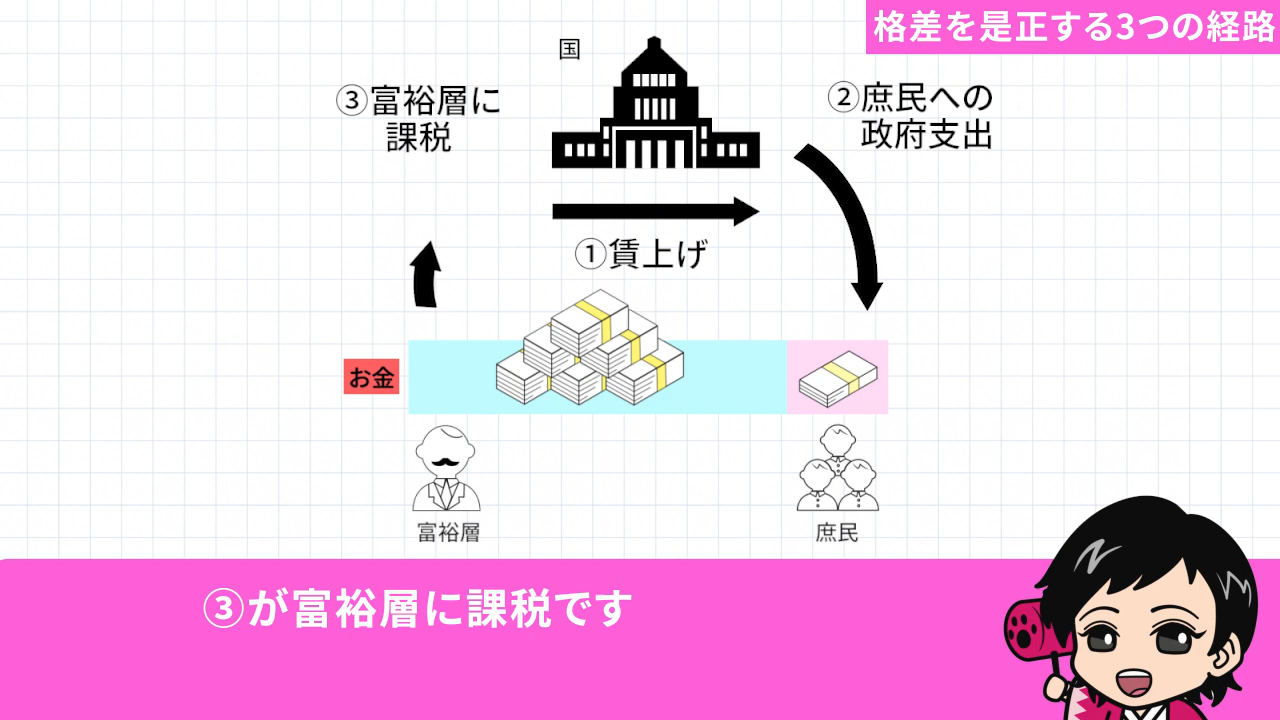 格差を是正する3つの経路
国
③富裕層に
課税
②庶民への
政府支出
①賃上げ
お金
富裕層
庶民
③が富裕層に課税です